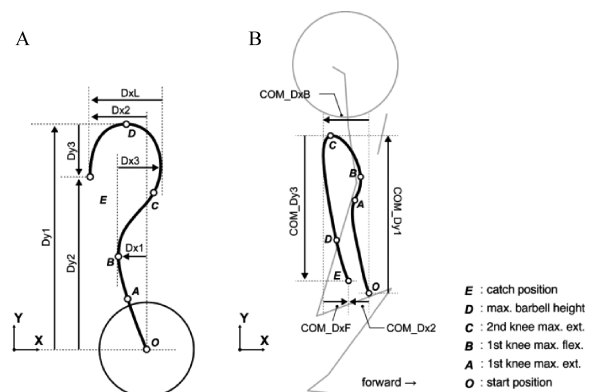 A
B
DxL
Dx2
D
Dy3
Dx3
E
C
Dy1
Dy2
Dx1
B
A
O
Y
X
COM_DxB
C
B
A
COM_Dy3
COM_Dy1
D
E
O
COM_DxF
COM_Dx2
Y
X
forward →
E : catch position
D : max. barbell height
C : 2nd knee max. ext.
B : 1st knee max. flex.
A : 1st knee max. ext.
O : start position